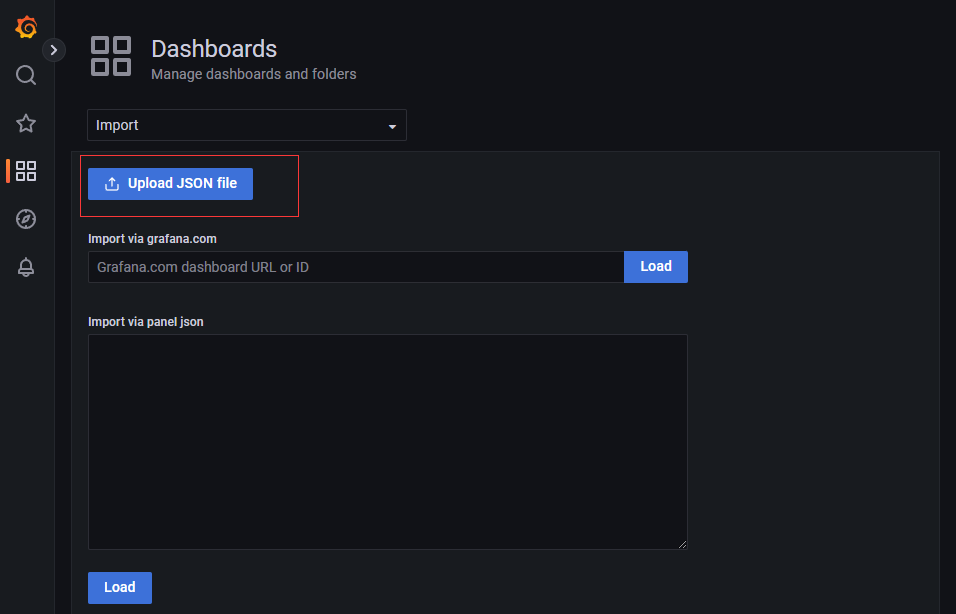 Dashboards
Manage dashboards and folders
Import
Upload JSON file
Import via grafana.com
Grafana.com dashboard URL or ID
Load
Import via panel json
Load